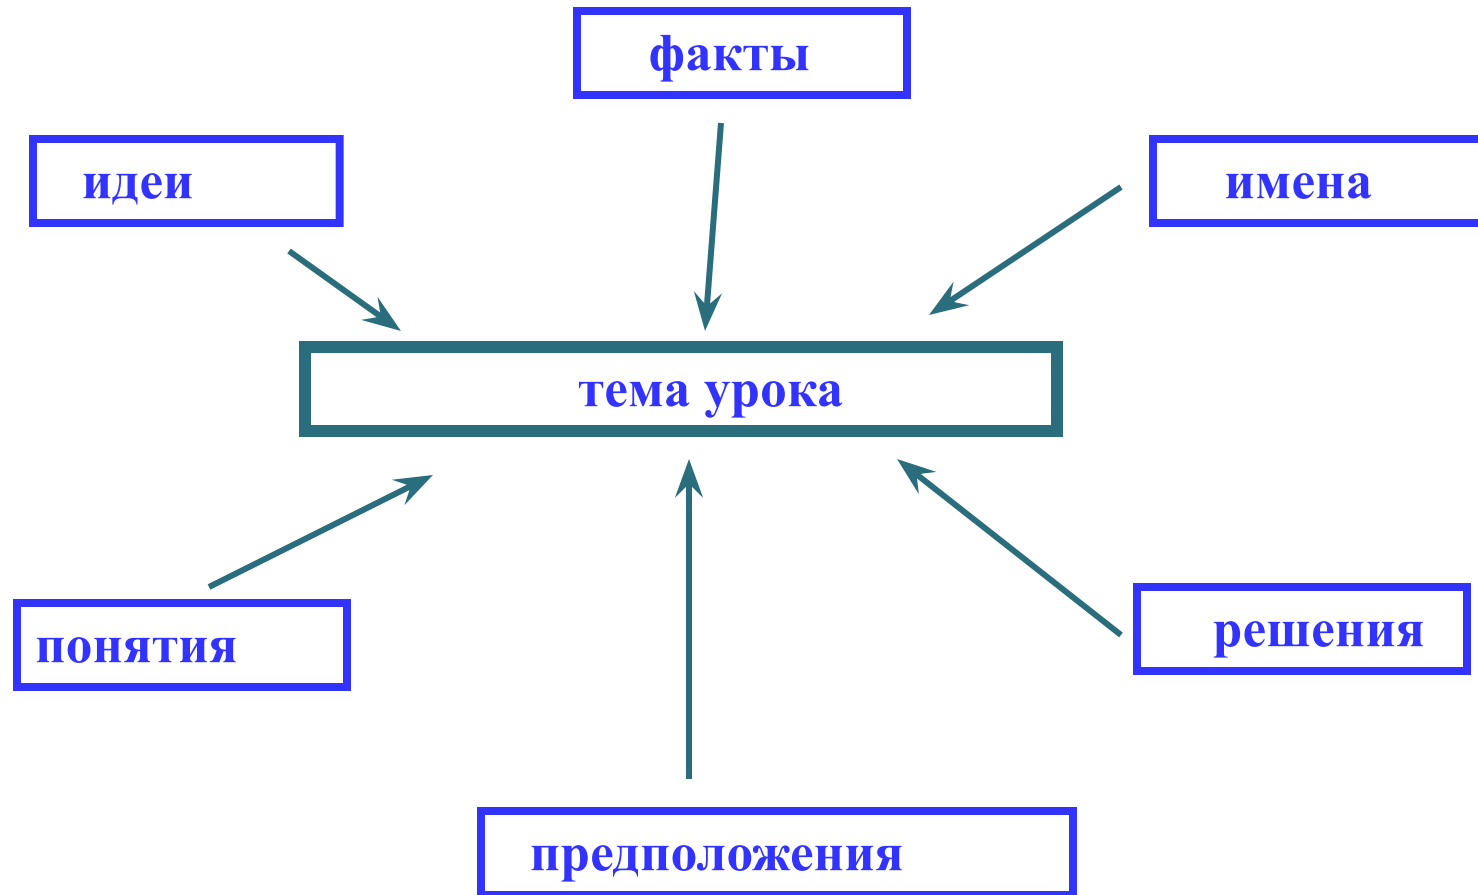 факты
идеи
имена
тема урока
понятия
решения
предположения